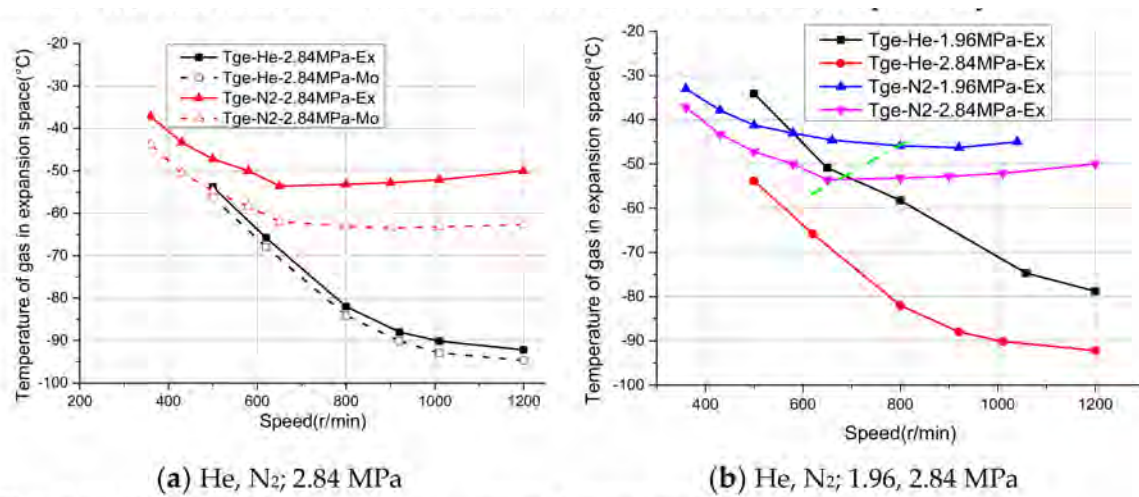 -20
-30
-40
-50
-60
-70
-80
-90
-100
Temperature of gas in expansion space(°C)
Tge-He-2.84MPa-Ex
Tge-He-2.84MPa-Mo
Tge-N2-2.84MPa-Ex
Tge-N2-2.84MPa-Mo
200 400 600 800 1000 1200
Speed(r/min)
(a) He, N₂; 2.84 MPa
-20
-30
-40
-50
-60
-70
-80
-90
-100
Temperature of gas in expansion space(°C)
Tge-He-1.96MPa-Ex
Tge-He-2.84MPa-Ex
Tge-N2-1.96MPa-Ex
Tge-N2-2.84MPa-Ex
400 600 800 1000 1200
Speed(r/min)
(b) He, N₂; 1.96, 2.84 MPa